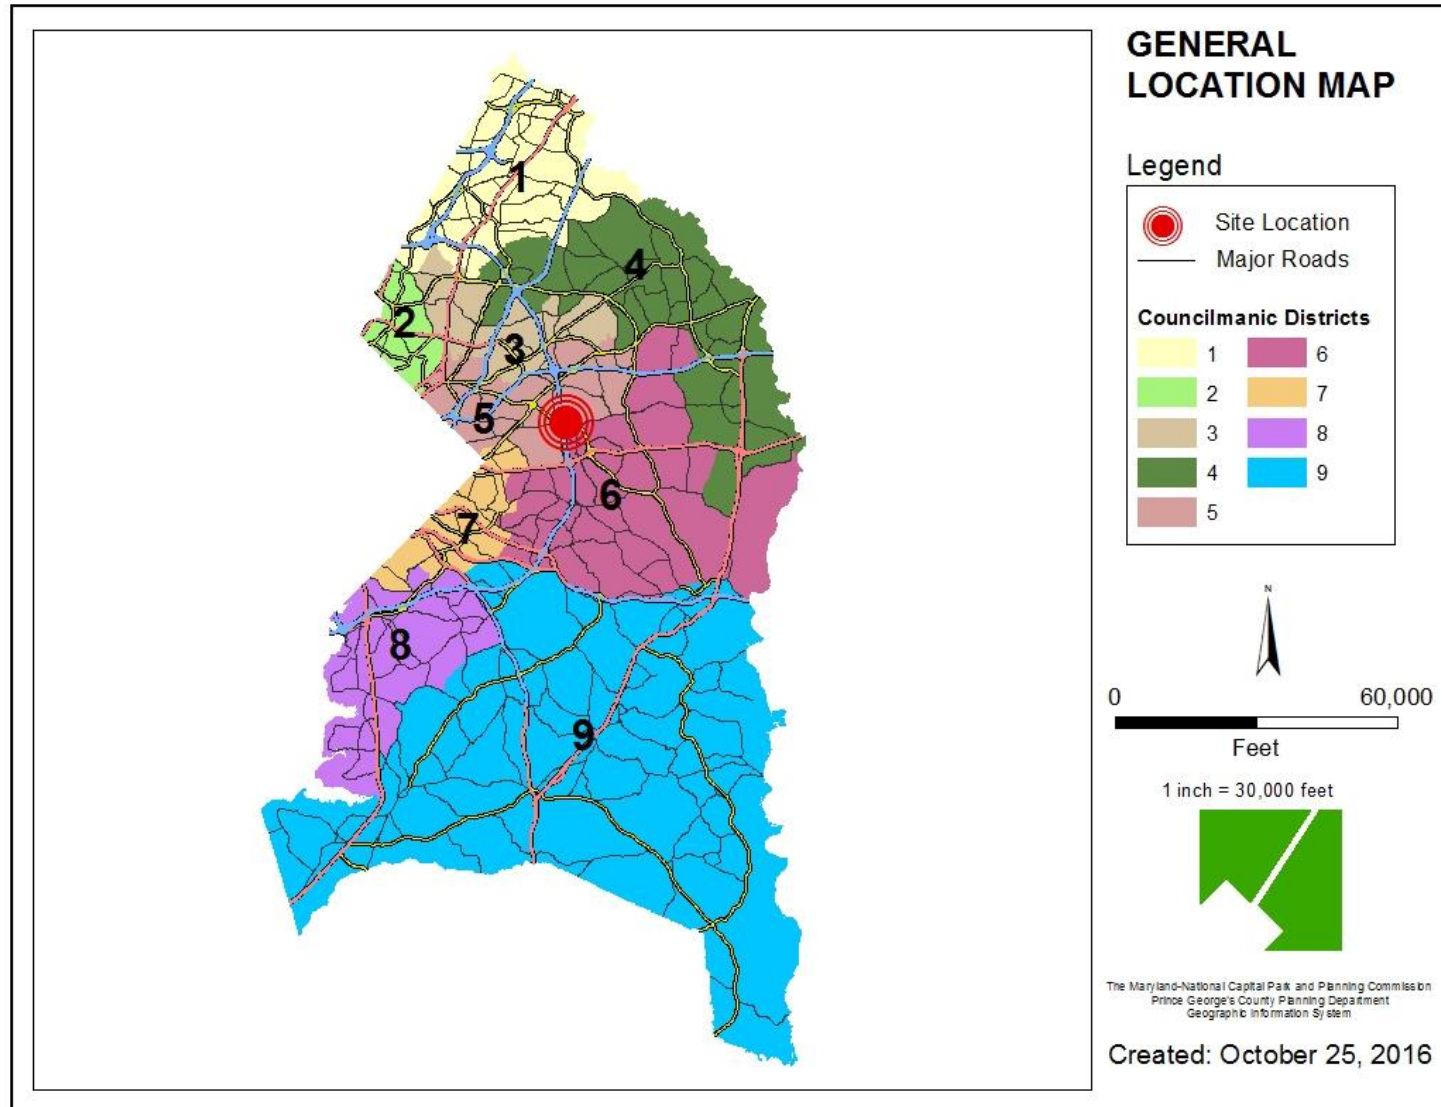 GENERAL
LOCATION MAP
Legend
Site Location
Major Roads
Councilmanic Districts
1 6
2 7
3 8
4 9
5
N
0 60,000
Feet
1 inch = 30,000 feet
The Maryland-National Capital Park and Planning Commission
Prince George's County Planning Department
Geographic Information System
Created: October 25, 2016
1
4
2
3
5
6
7
8
9